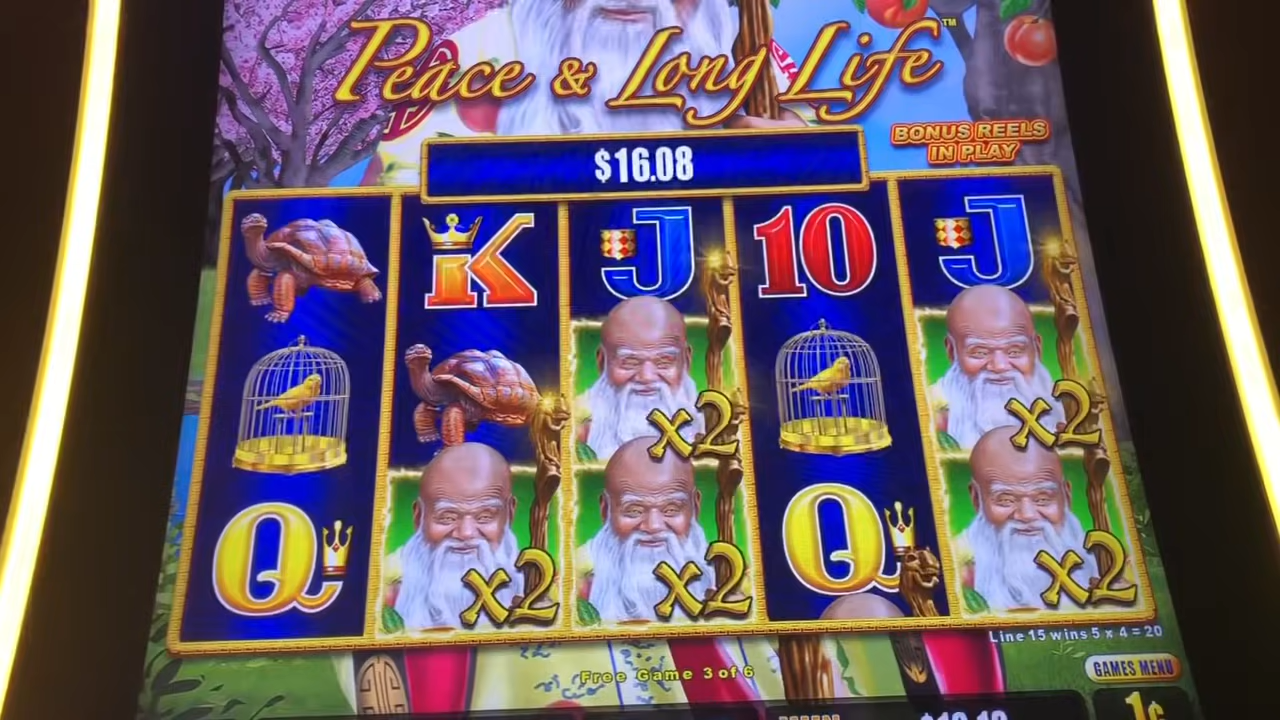 Peace & Long Life™
BONUS REELS
IN PLAY
$16.08
K J 10 J
x2 x2
Q x2 x2 Q x2
Line 15 wins 5 x 4 = 20
Free Game 3 of 6
GAMES MENU
1¢